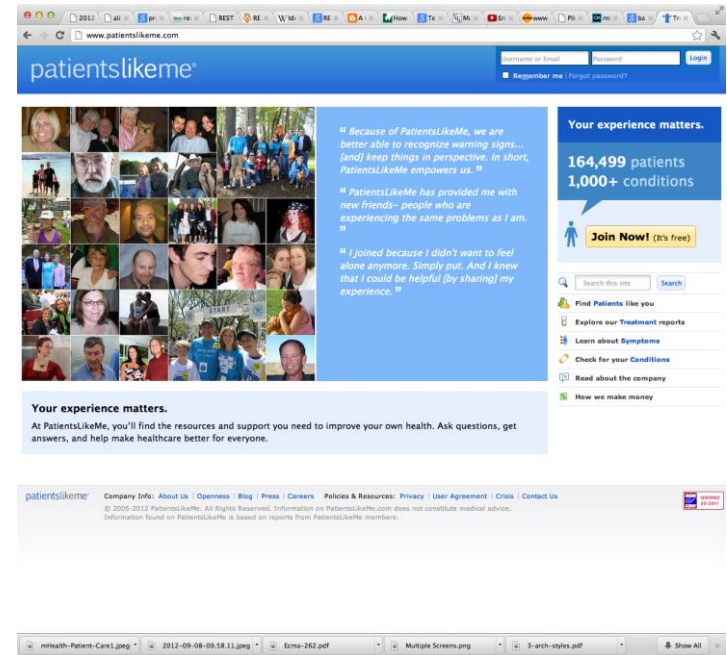 www.patientslikeme.com
patientslikeme®
Username or Email Password Login
Remember me | Forgot password?
“ Because of PatientsLikeMe, we are
better able to recognize warning signs...
[and] keep things in perspective. In short,
PatientsLikeMe empowers us. ”
“ PatientsLikeMe has provided me with
new friends- people who are
experiencing the same problems as I am.
”
“ I joined because I didn't want to feel
alone anymore. Simply put. And I knew
that I could be helpful [by sharing] my
experience. ”
START
Your experience matters.
164,499 patients
1,000+ conditions
Join Now! (It's free)
Search this site Search
Find Patients like you
Explore our Treatment reports
Learn about Symptoms
Check for your Conditions
Read about the company
How we make money
Your experience matters.
At PatientsLikeMe, you'll find the resources and support you need to improve your own health. Ask questions, get
answers, and help make healthcare better for everyone.
patientslikeme® Company Info: About Us | Openness | Blog | Press | Careers Policies & Resources: Privacy | User Agreement | Crisis | Contact Us
© 2005-2012 PatientsLikeMe. All Rights Reserved. Information on PatientsLikeMe.com does not constitute medical advice.
Information found on PatientsLikeMe is based on reports from PatientsLikeMe members.
mHealth-Patient-Care1.jpeg 2012-09-08-09.58.11.jpeg Ecma-262.pdf Multiple Screens.png 3-arch-styles.pdf Show All